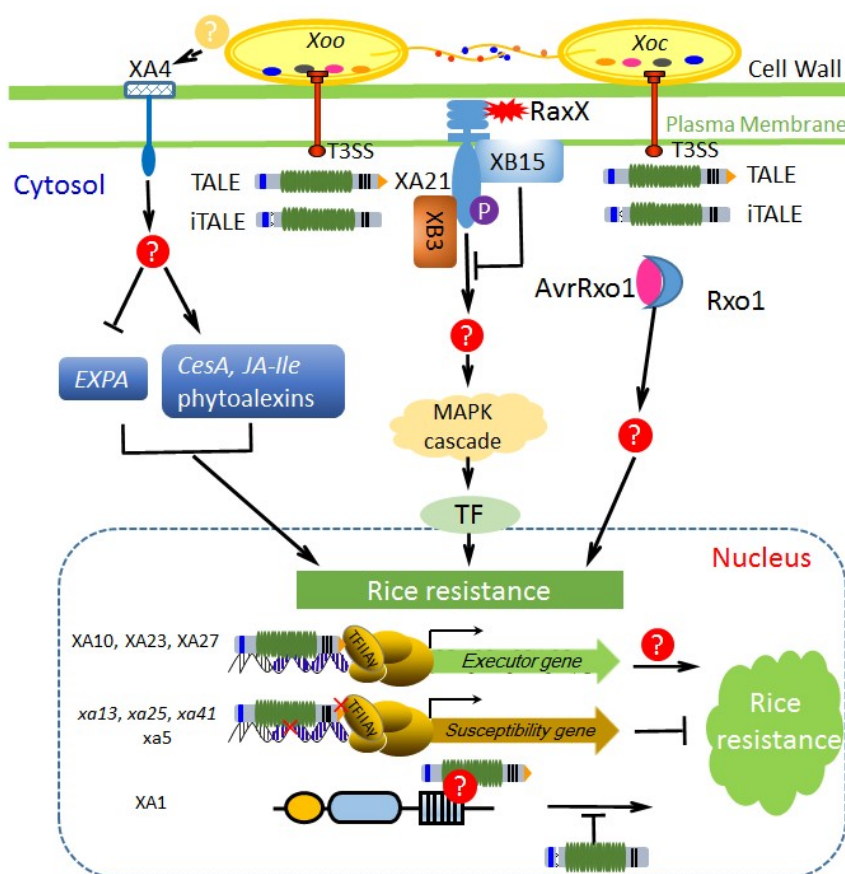 ?
Xoo
Xoc
XA4
Cell Wall
RaxX
Plasma Membrane
T3SS
T3SS
Cytosol
TALE
XA21
XB15
TALE
iTALE
P
iTALE
XB3
?
AvrRxo1
Rxo1
?
EXPA
CesA, JA-Ile
phytoalexins
MAPK
cascade
?
TF
Nucleus
Rice resistance
XA10, XA23, XA27
TFIIAγ
Executor gene
?
xa13, xa25, xa41
xa5
TFIIAγ
Susceptibility gene
Rice
resistance
XA1
?